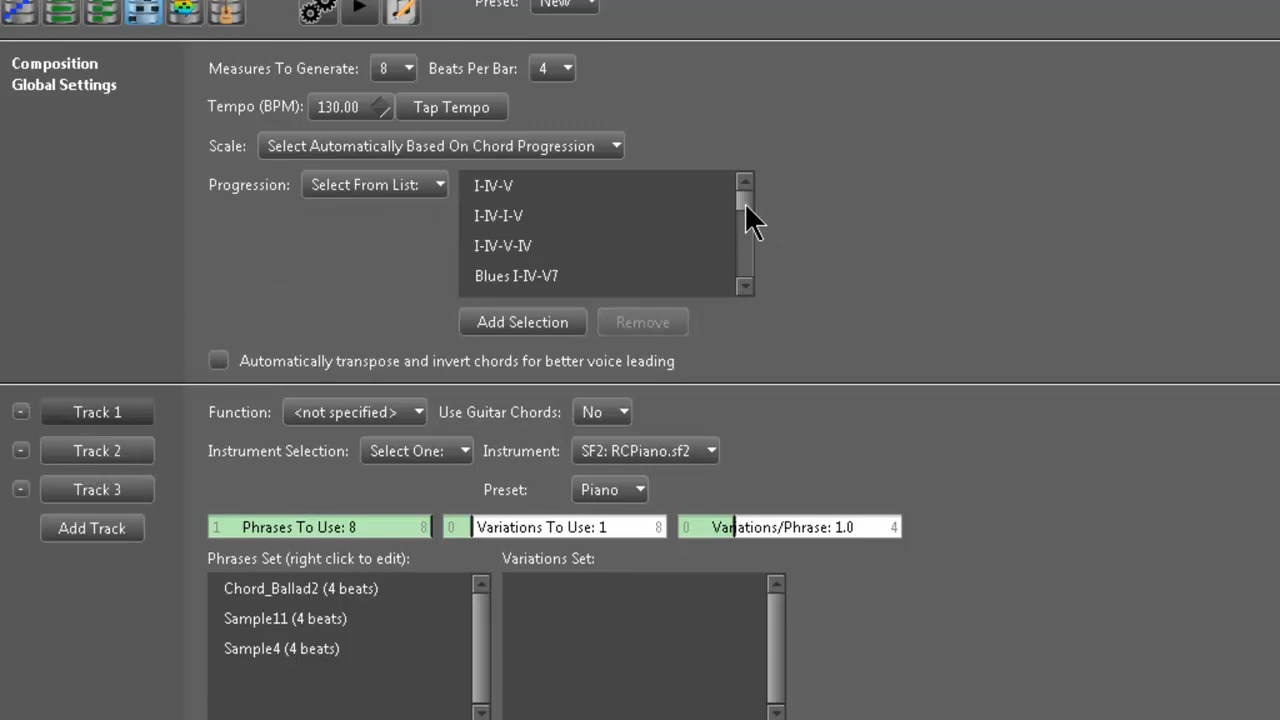 Preset: New
Composition
Global Settings
Measures To Generate: 8 Beats Per Bar: 4
Tempo (BPM): 130.00 Tap Tempo
Scale: Select Automatically Based On Chord Progression
Progression: Select From List:
I-IV-V
I-IV-I-V
I-IV-V-IV
Blues I-IV-V7
Add Selection Remove
Automatically transpose and invert chords for better voice leading
- Track 1 Function: <not specified> Use Guitar Chords: No
- Track 2 Instrument Selection: Select One: Instrument: SF2: RCPiano.sf2
- Track 3 Preset: Piano
Add Track 1 Phrases To Use: 8 8 0 Variations To Use: 1 8 0 Variations/Phrase: 1.0 4
Phrases Set (right click to edit): Variations Set:
Chord_Ballad2 (4 beats)
Sample11 (4 beats)
Sample4 (4 beats)